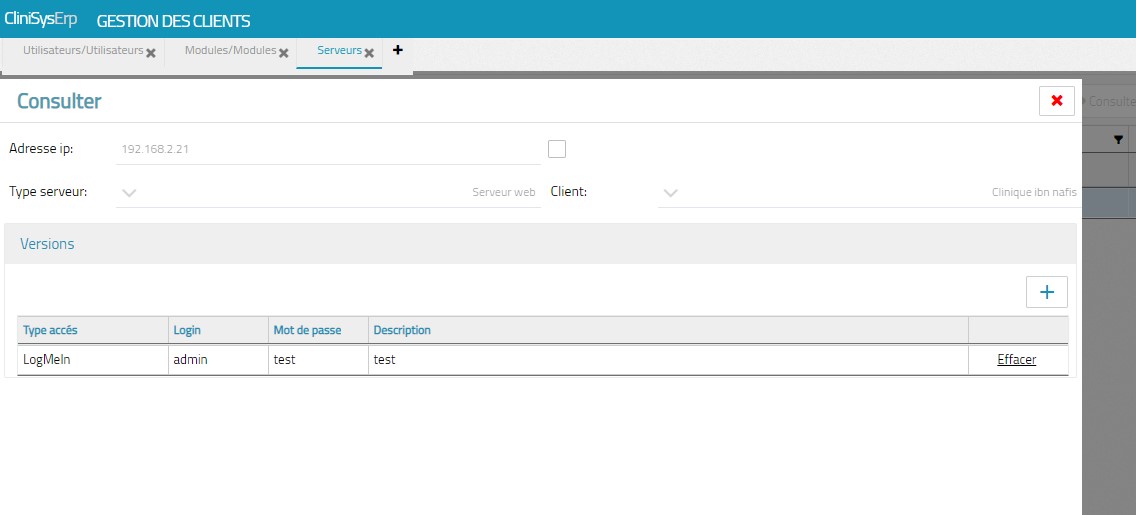 CliniSysErp GESTION DES CLIENTS
Utilisateurs/Utilisateurs Modules/Modules Serveurs
Consulter
Consulte
Adresse ip: 192.168.2.21
Type serveur: Serveur web Client: Clinique ibn nafis
Versions
Type accés Login Mot de passe Description
LogMeIn admin test test Effacer